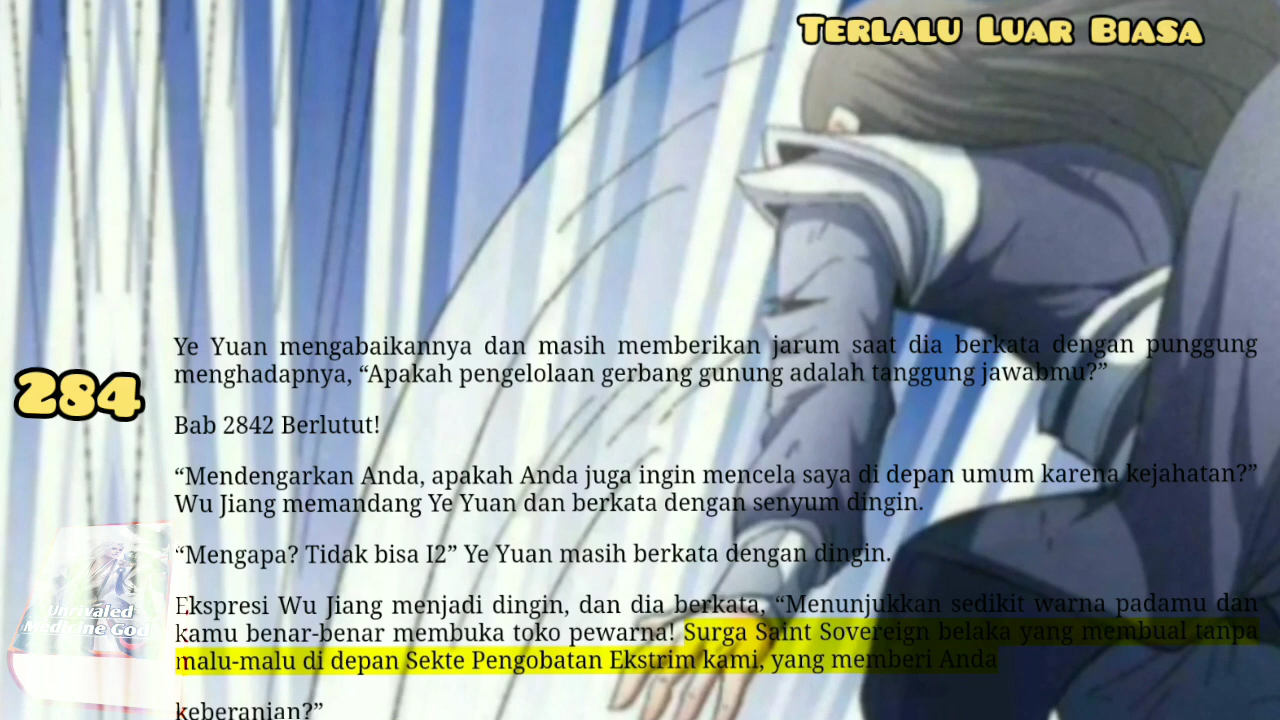 Terlalu Luar Biasa
Ye Yuan mengabaikannya dan masih memberikan jarum saat dia berkata dengan punggung
menghadapnya, “Apakah pengelolaan gerbang gunung adalah tanggung jawabmu?”
284
Bab 2842 Berlutut!
“Mendengarkan Anda, apakah Anda juga ingin mencela saya di depan umum karena kejahatan?”
Wu Jiang memandang Ye Yuan dan berkata dengan senyum dingin.
“Mengapa? Tidak bisa I2” Ye Yuan masih berkata dengan dingin.
Ekspresi Wu Jiang menjadi dingin, dan dia berkata, “Menunjukkan sedikit warna padamu dan
kamu benar-benar membuka toko pewarna! Surga Saint Sovereign belaka yang membual tanpa
malu-malu di depan Sekte Pengobatan Ekstrim kami, yang memberi Anda
keberanian?”
Unrivaled
Medicine God